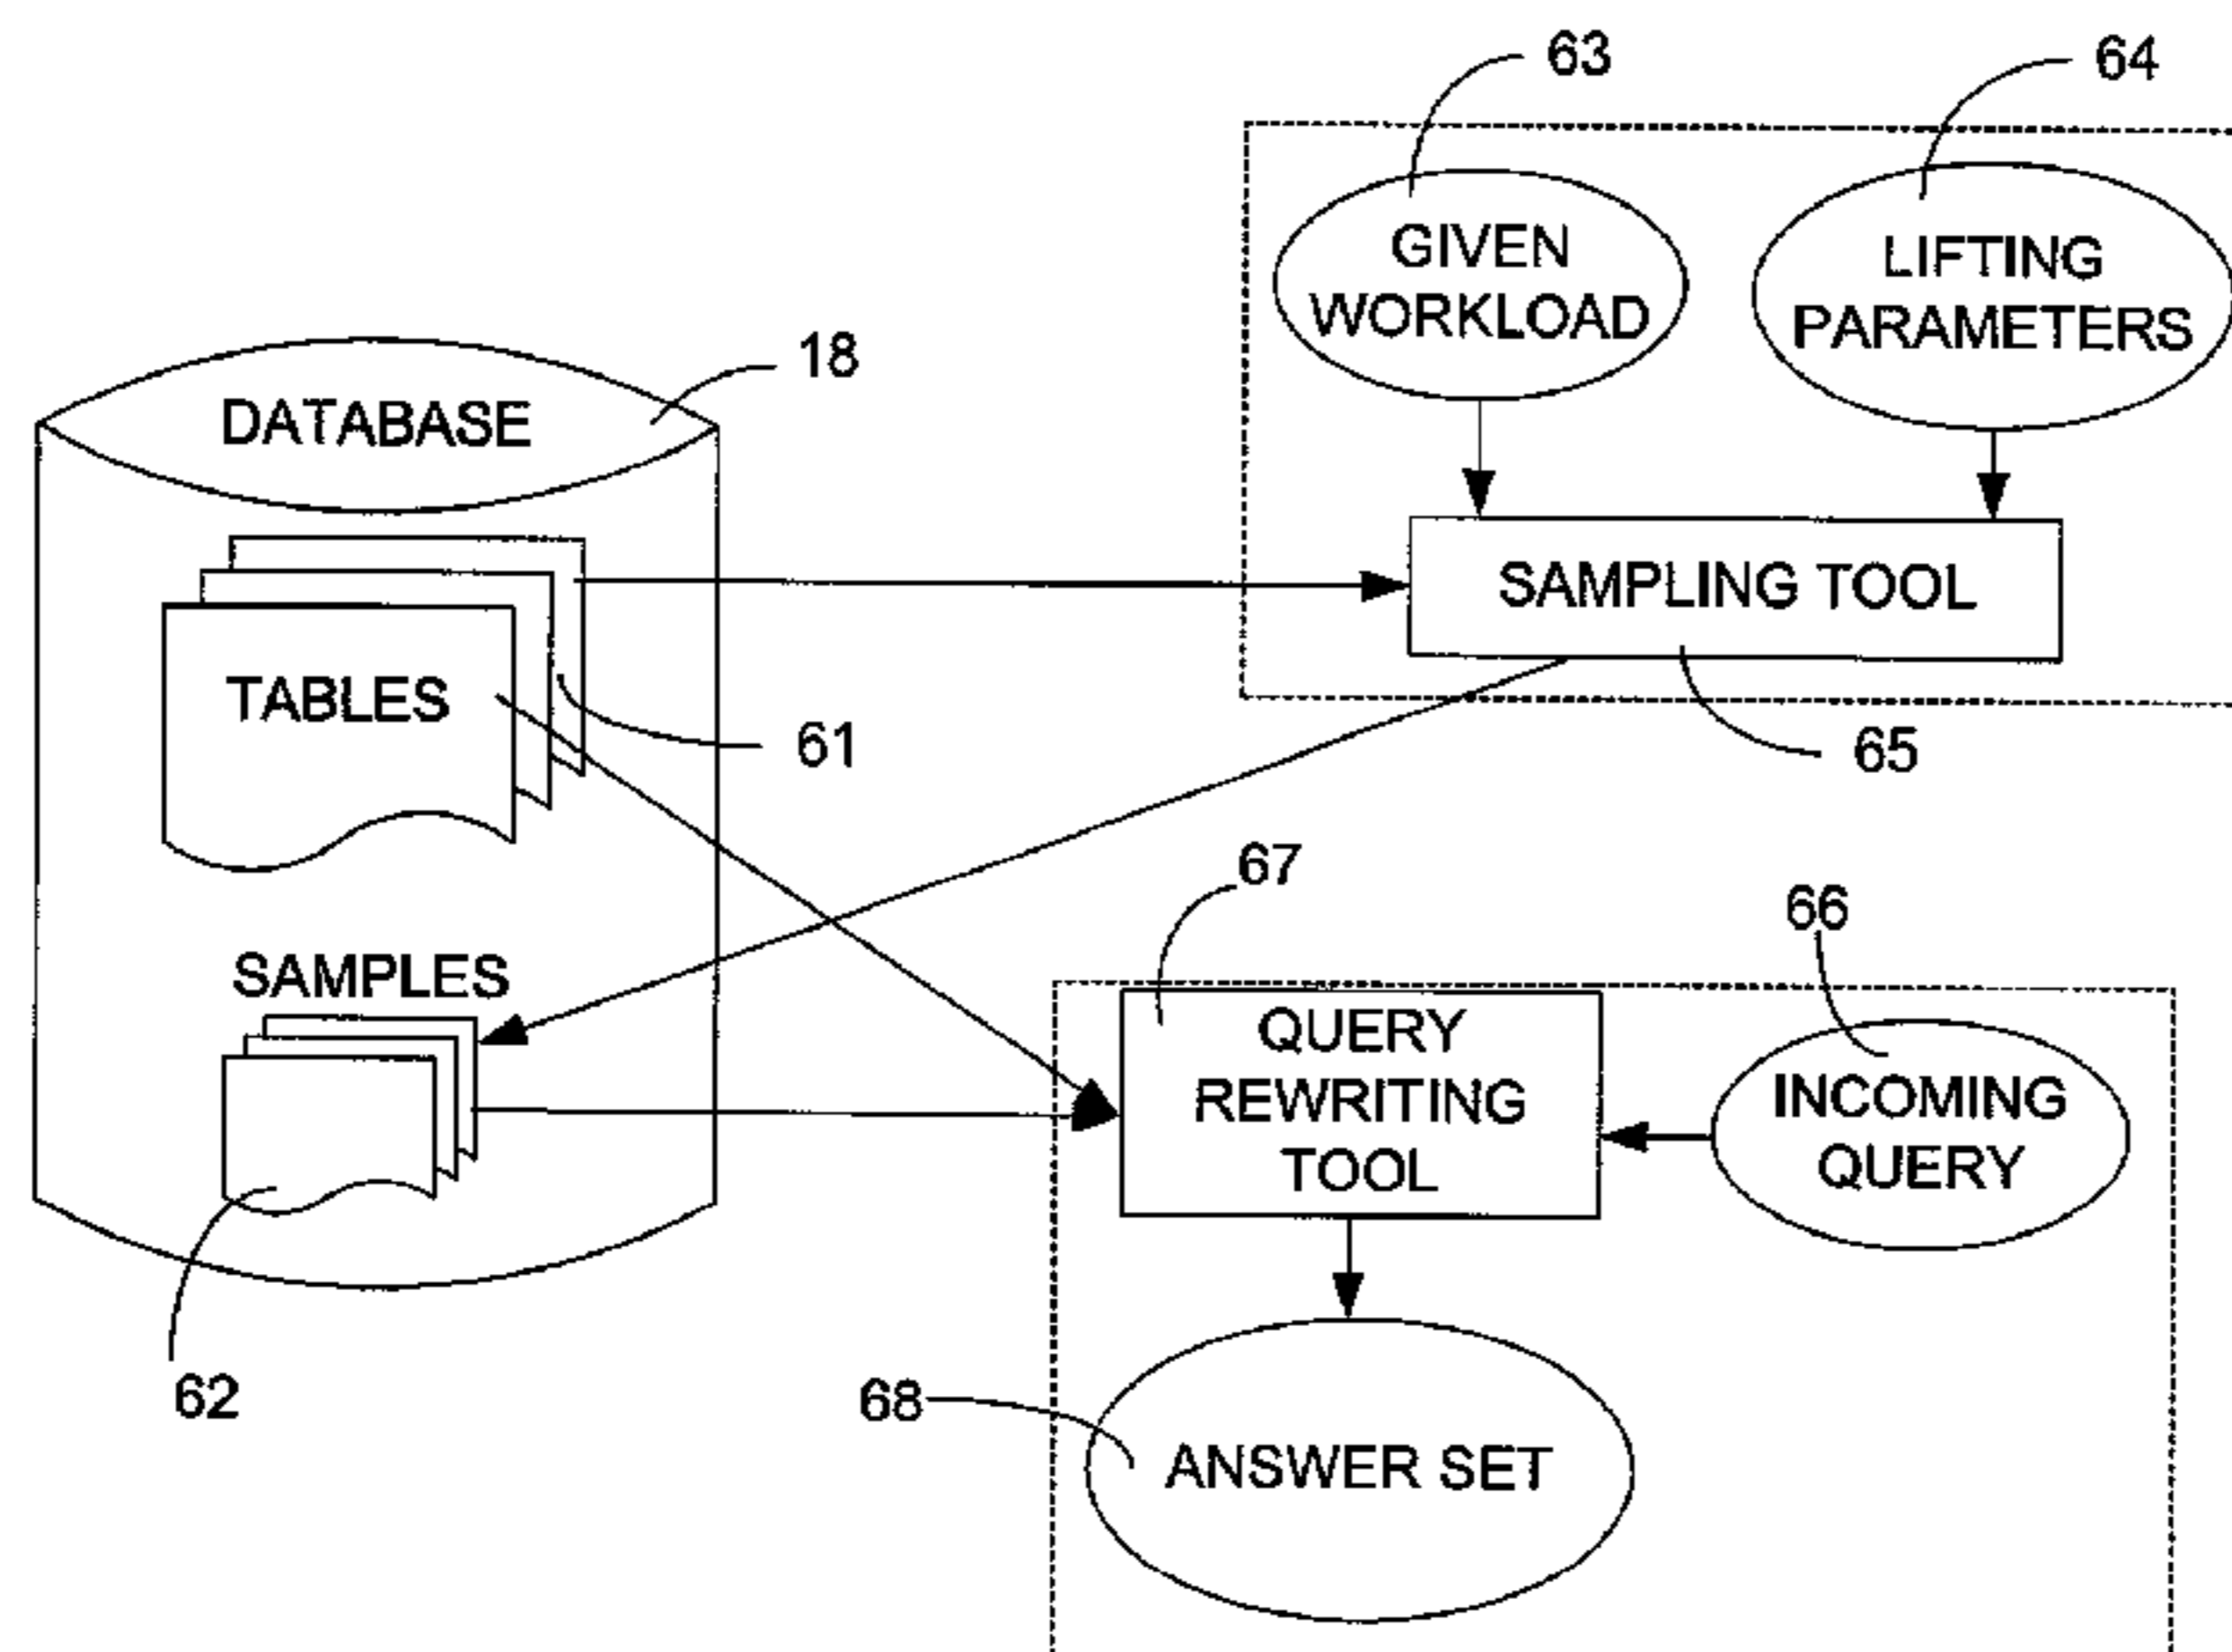 63
64
GIVEN
WORKLOAD
LIFTING
PARAMETERS
18
DATABASE
SAMPLING TOOL
TABLES
61
65
67
66
SAMPLES
QUERY
REWRITING
TOOL
INCOMING
QUERY
62
68
ANSWER SET